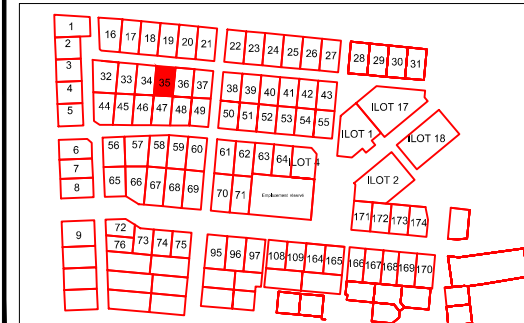 1
2
3
4
5
16 17 18 19 20 21
22 23 24 25 26 27
28 29 30 31
32 33 34 35 36 37
44 45 46 47 48 49
38 39 40 41 42 43
50 51 52 53 54 55
ILOT 17
ILOT 1
ILOT 18
6
7
8
56 57 58 59 60
65 66 67 68 69
61 62 63 64 ILOT 4
70 71 Emplacement réservé
ILOT 2
171 172 173 174
9
72
76 73 74 75
95 96 97
108 109 164 165
166 167 168 169 170